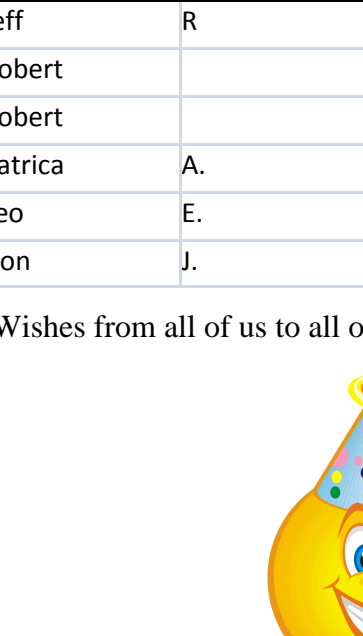 eff R
obert
obert
atrica A.
eo E.
on J.
Wishes from all of us to all o